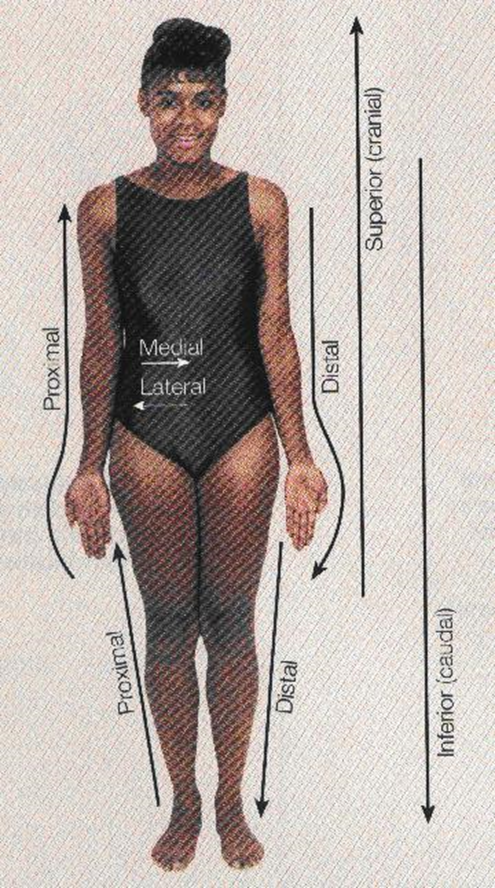 Superior (cranial)
Proximal
Medial
Lateral
Distal
Proximal
Distal
Inferior (caudal)